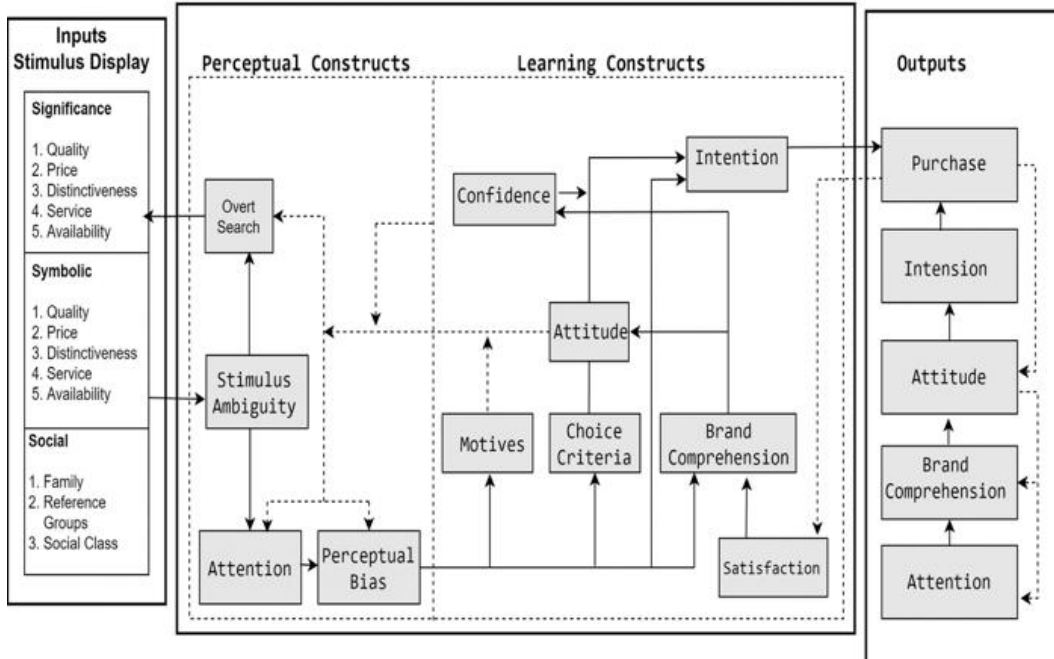 Inputs
Stimulus Display
Significance
1. Quality
2. Price
3. Distinctiveness
4. Service
5. Availability
Symbolic
1. Quality
2. Price
3. Distinctiveness
4. Service
5. Availability
Social
1. Family
2. Reference
Groups
3. Social Class
Perceptual Constructs
Overt
Search
Stimulus
Ambiguity
Attention
Perceptual
Bias
Learning Constructs
Confidence
Intention
Attitude
Motives
Choice
Criteria
Brand
Comprehension
Satisfaction
Outputs
Purchase
Intension
Attitude
Brand
Comprehension
Attention